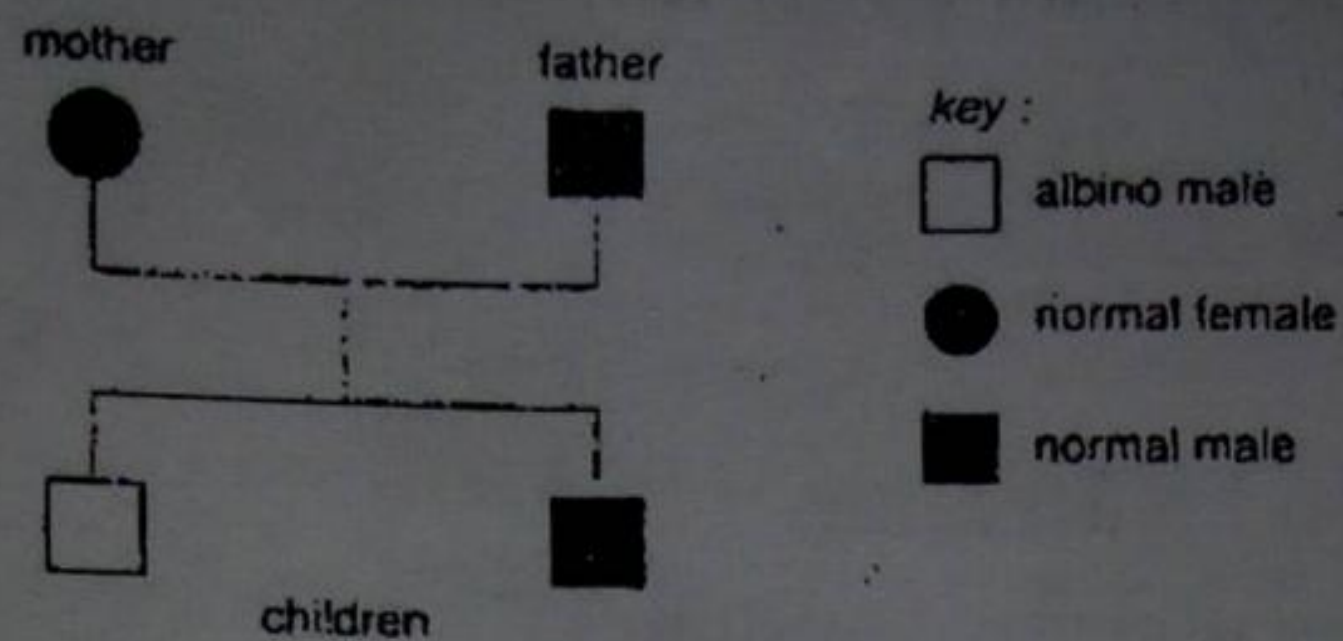 mother
father
key :
albino male
normal female
normal male
children